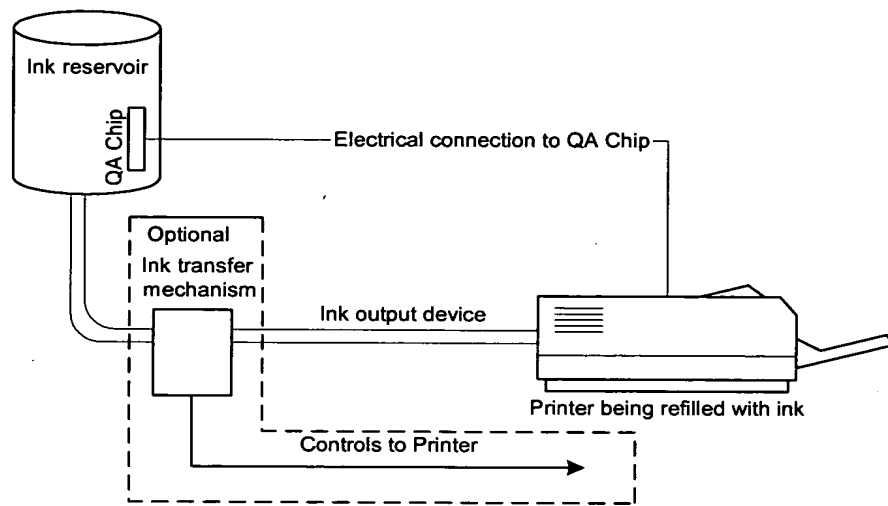 Ink reservoir
QA Chip
Electrical connection to QA Chip
Optional
Ink transfer
mechanism
Ink output device
Printer being refilled with ink
Controls to Printer